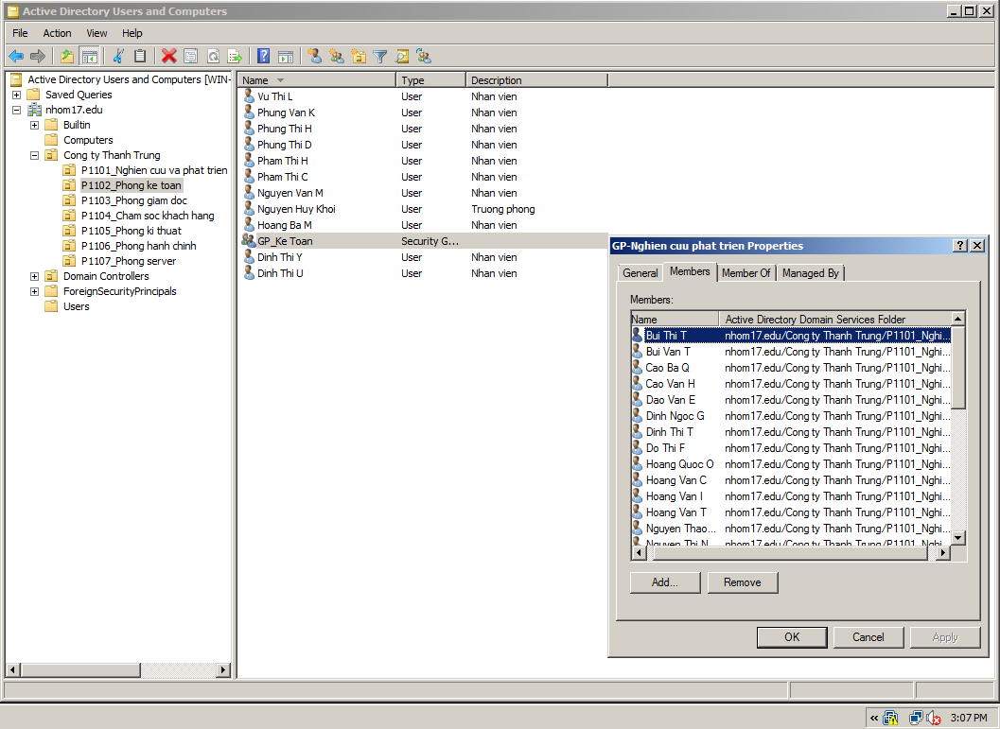 Active Directory Users and Computers
File Action View Help
Active Directory Users and Computers [WIN-
Saved Queries
nhom17.edu
Builtin
Computers
Cong ty Thanh Trung
P1101_Nghien cuu va phat trien
P1102_Phong ke toan
P1103_Phong giam doc
P1104_Cham soc khach hang
P1105_Phong ki thuat
P1106_Phong hanh chinh
P1107_Phong server
Domain Controllers
ForeignSecurityPrincipals
Users
Name Type Description
Vu Thi L User Nhan vien
Phung Van K User Nhan vien
Phung Thi H User Nhan vien
Phung Thi D User Nhan vien
Pham Thi H User Nhan vien
Pham Thi C User Nhan vien
Nguyen Van M User Nhan vien
Nguyen Huy Khoi User Truong phong
Hoang Ba M User Nhan vien
GP_Ke Toan Security G...
Dinh Thi Y User Nhan vien
Dinh Thi U User Nhan vien
GP-Nghien cuu phat trien Properties
General Members Member Of Managed By
Members:
Name Active Directory Domain Services Folder
Bui Thi T nhom17.edu/Cong ty Thanh Trung/P1101_Nghi...
Bui Van T nhom17.edu/Cong ty Thanh Trung/P1101_Nghi...
Cao Ba Q nhom17.edu/Cong ty Thanh Trung/P1101_Nghi...
Cao Van H nhom17.edu/Cong ty Thanh Trung/P1101_Nghi...
Dao Van E nhom17.edu/Cong ty Thanh Trung/P1101_Nghi...
Dinh Ngoc G nhom17.edu/Cong ty Thanh Trung/P1101_Nghi...
Dinh Thi T nhom17.edu/Cong ty Thanh Trung/P1101_Nghi...
Do Thi F nhom17.edu/Cong ty Thanh Trung/P1101_Nghi...
Hoang Quoc O nhom17.edu/Cong ty Thanh Trung/P1101_Nghi...
Hoang Van C nhom17.edu/Cong ty Thanh Trung/P1101_Nghi...
Hoang Van I nhom17.edu/Cong ty Thanh Trung/P1101_Nghi...
Hoang Van T nhom17.edu/Cong ty Thanh Trung/P1101_Nghi...
Nguyen Thao... nhom17.edu/Cong ty Thanh Trung/P1101_Nghi...
Nguyen Thi N nhom17.edu/Cong ty Thanh Trung/P1101_Nghi...
Add... Remove
OK Cancel Apply
3:07 PM